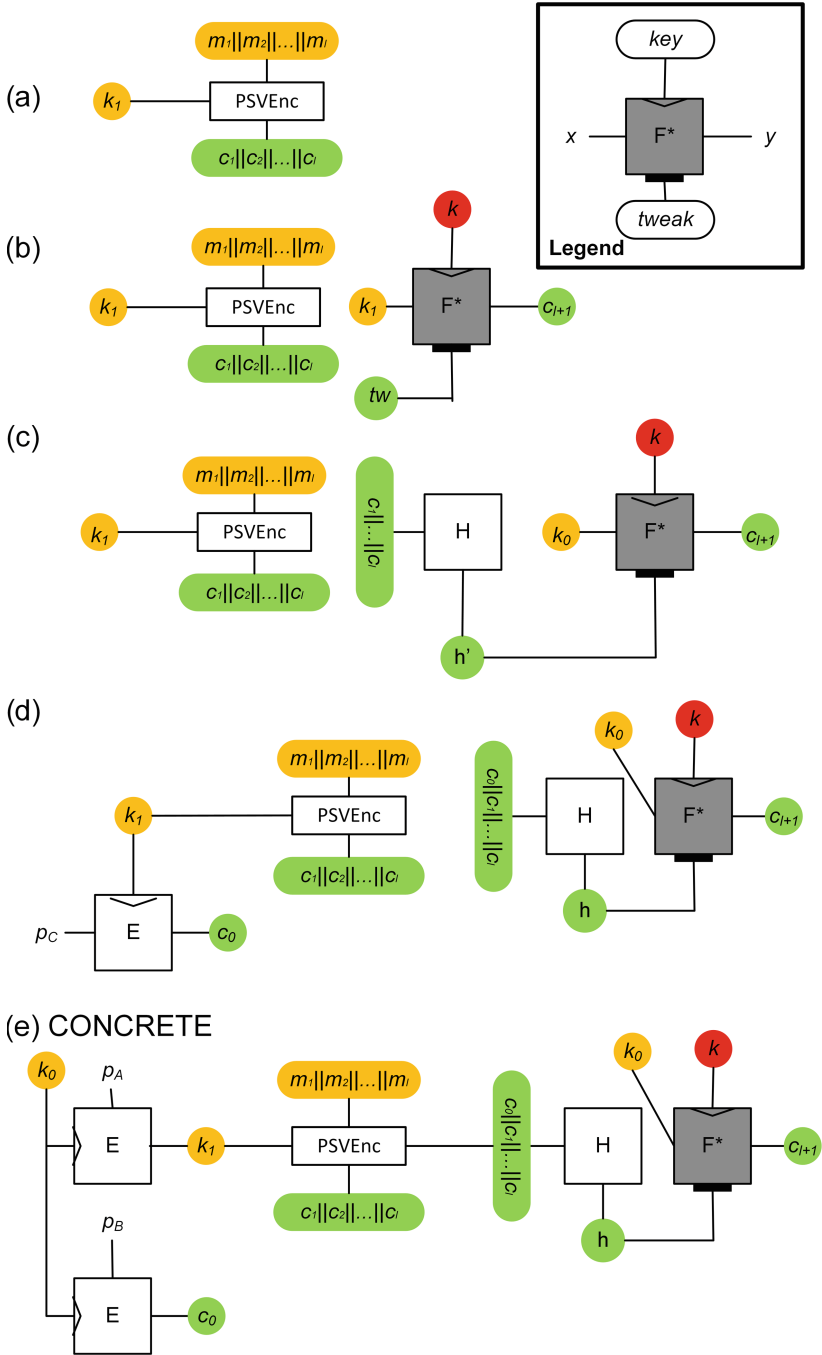 (a)
m1||m2||...||ml
k1
PSVEnc
c1||c2||...||cl
key
x
F*
y
tweak
Legend
(b)
m1||m2||...||ml
k1
PSVEnc
c1||c2||...||cl
k
k1
F*
cl+1
tw
(c)
m1||m2||...||ml
k1
PSVEnc
c1||c2||...||cl
c1||...||cl
H
h'
k
k0
F*
cl+1
(d)
m1||m2||...||ml
k1
PSVEnc
c1||c2||...||cl
pC
E
c0
c0||c1||...||cl
H
h
k0
k
F*
cl+1
(e) CONCRETE
k0
pA
E
k1
m1||m2||...||ml
PSVEnc
c1||c2||...||cl
c0||c1||...||cl
H
h
k0
k
F*
cl+1
pB
E
c0